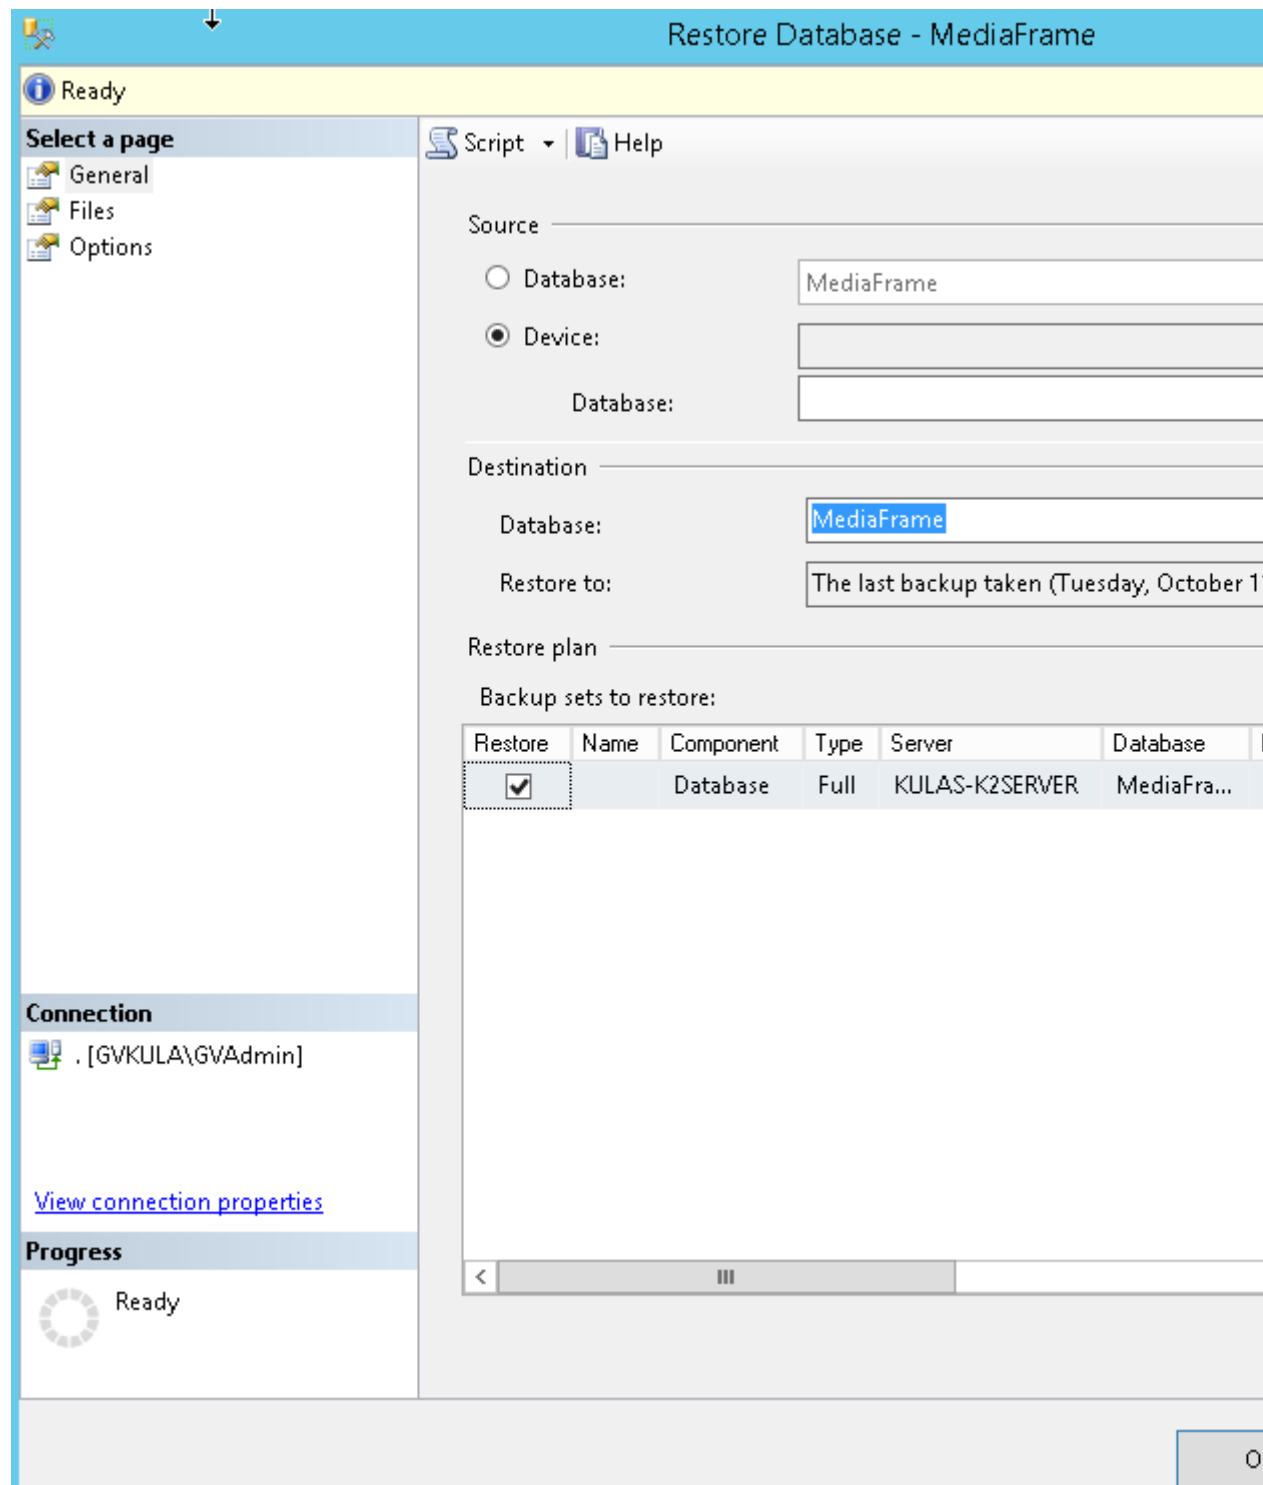 Restore Database - MediaFrame
Ready
Select a page
General
Files
Options
Script Help
Source
Database: MediaFrame
Device:
Database:
Destination
Database: MediaFrame
Restore to: The last backup taken (Tuesday, October
Restore plan
Backup sets to restore:
Restore Name Component Type Server Database
Database Full KULAS-K2SERVER MediaFra...
Connection
. [GVKULA\GVAdmin]
View connection properties
Progress
Ready